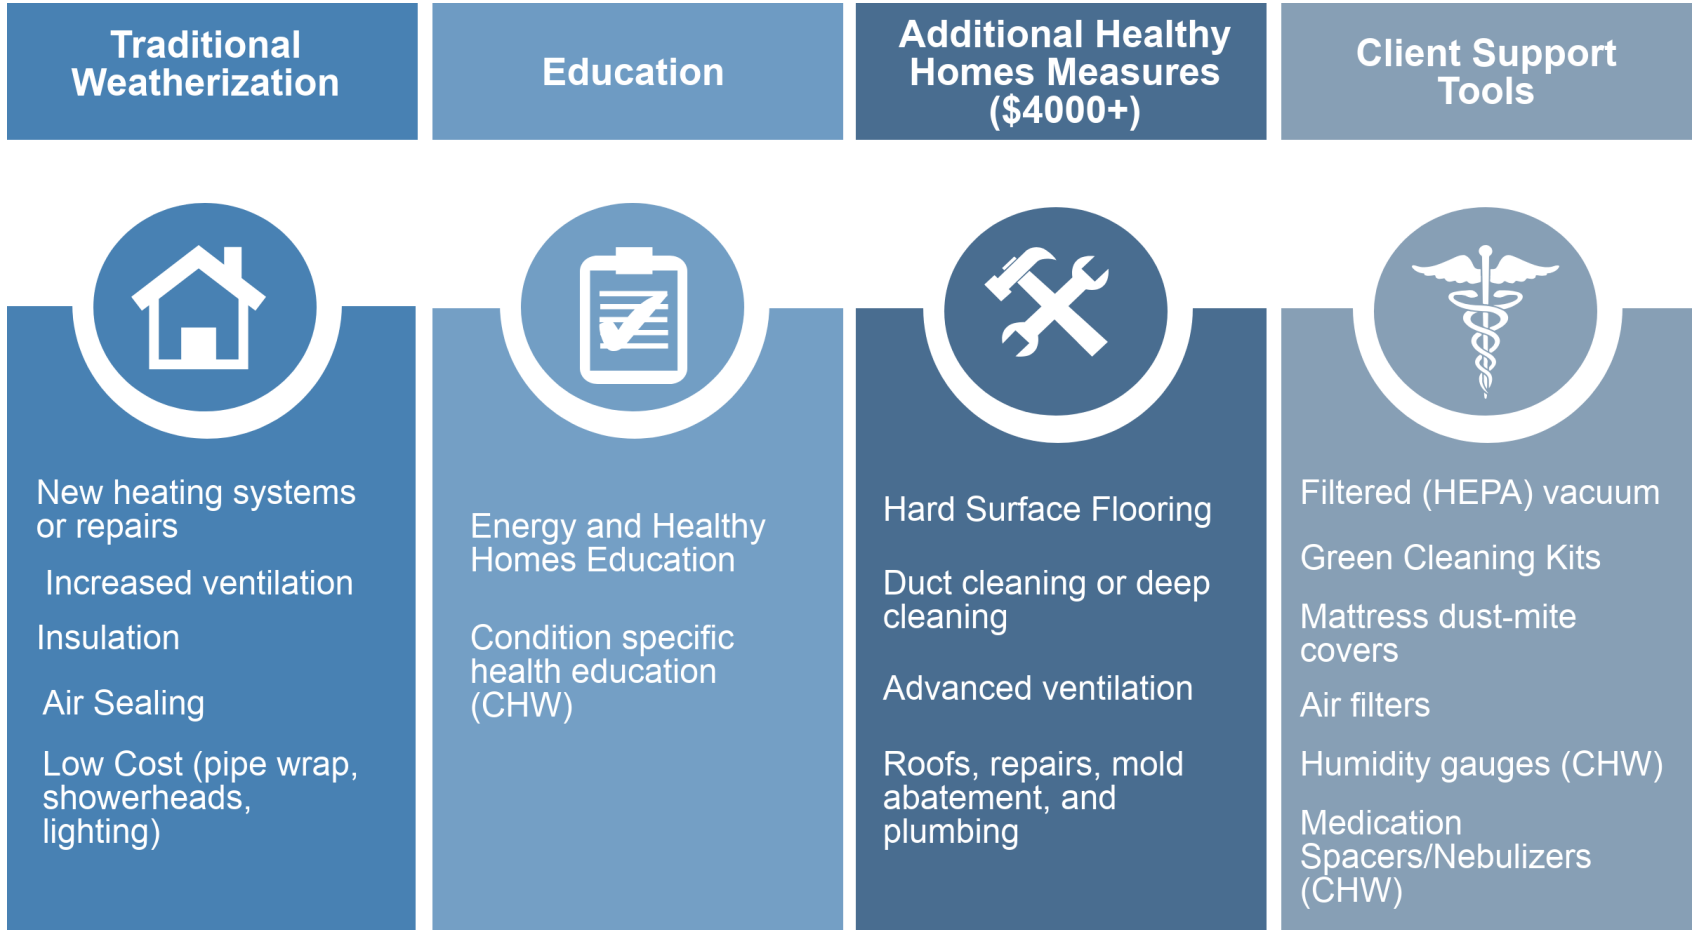 Traditional
Weatherization
Education
Additional Healthy
Homes Measures
($4000+)
Client Support
Tools
New heating systems
or repairs
Increased ventilation
Insulation
Air Sealing
Low Cost (pipe wrap,
showerheads,
lighting)
Energy and Healthy
Homes Education
Condition specific
health education
(CHW)
Hard Surface Flooring
Duct cleaning or deep
cleaning
Advanced ventilation
Roofs, repairs, mold
abatement, and
plumbing
Filtered (HEPA) vacuum
Green Cleaning Kits
Mattress dust-mite
covers
Air filters
Humidity gauges (CHW)
Medication
Spacers/Nebulizers
(CHW)